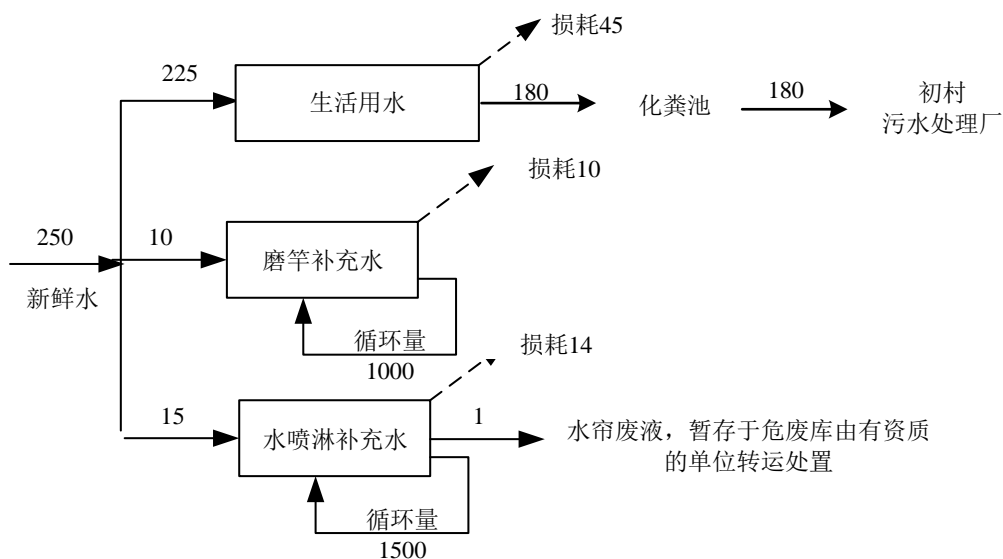 损耗45
225
生活用水
180
化粪池
180
初村
污水处理厂
损耗10
250
新鲜水
10
磨竿补充水
循环量
1000
损耗14
15
水喷淋补充水
1
水帘废液，暂存于危废库由有资质
的单位转运处置
循环量
1500